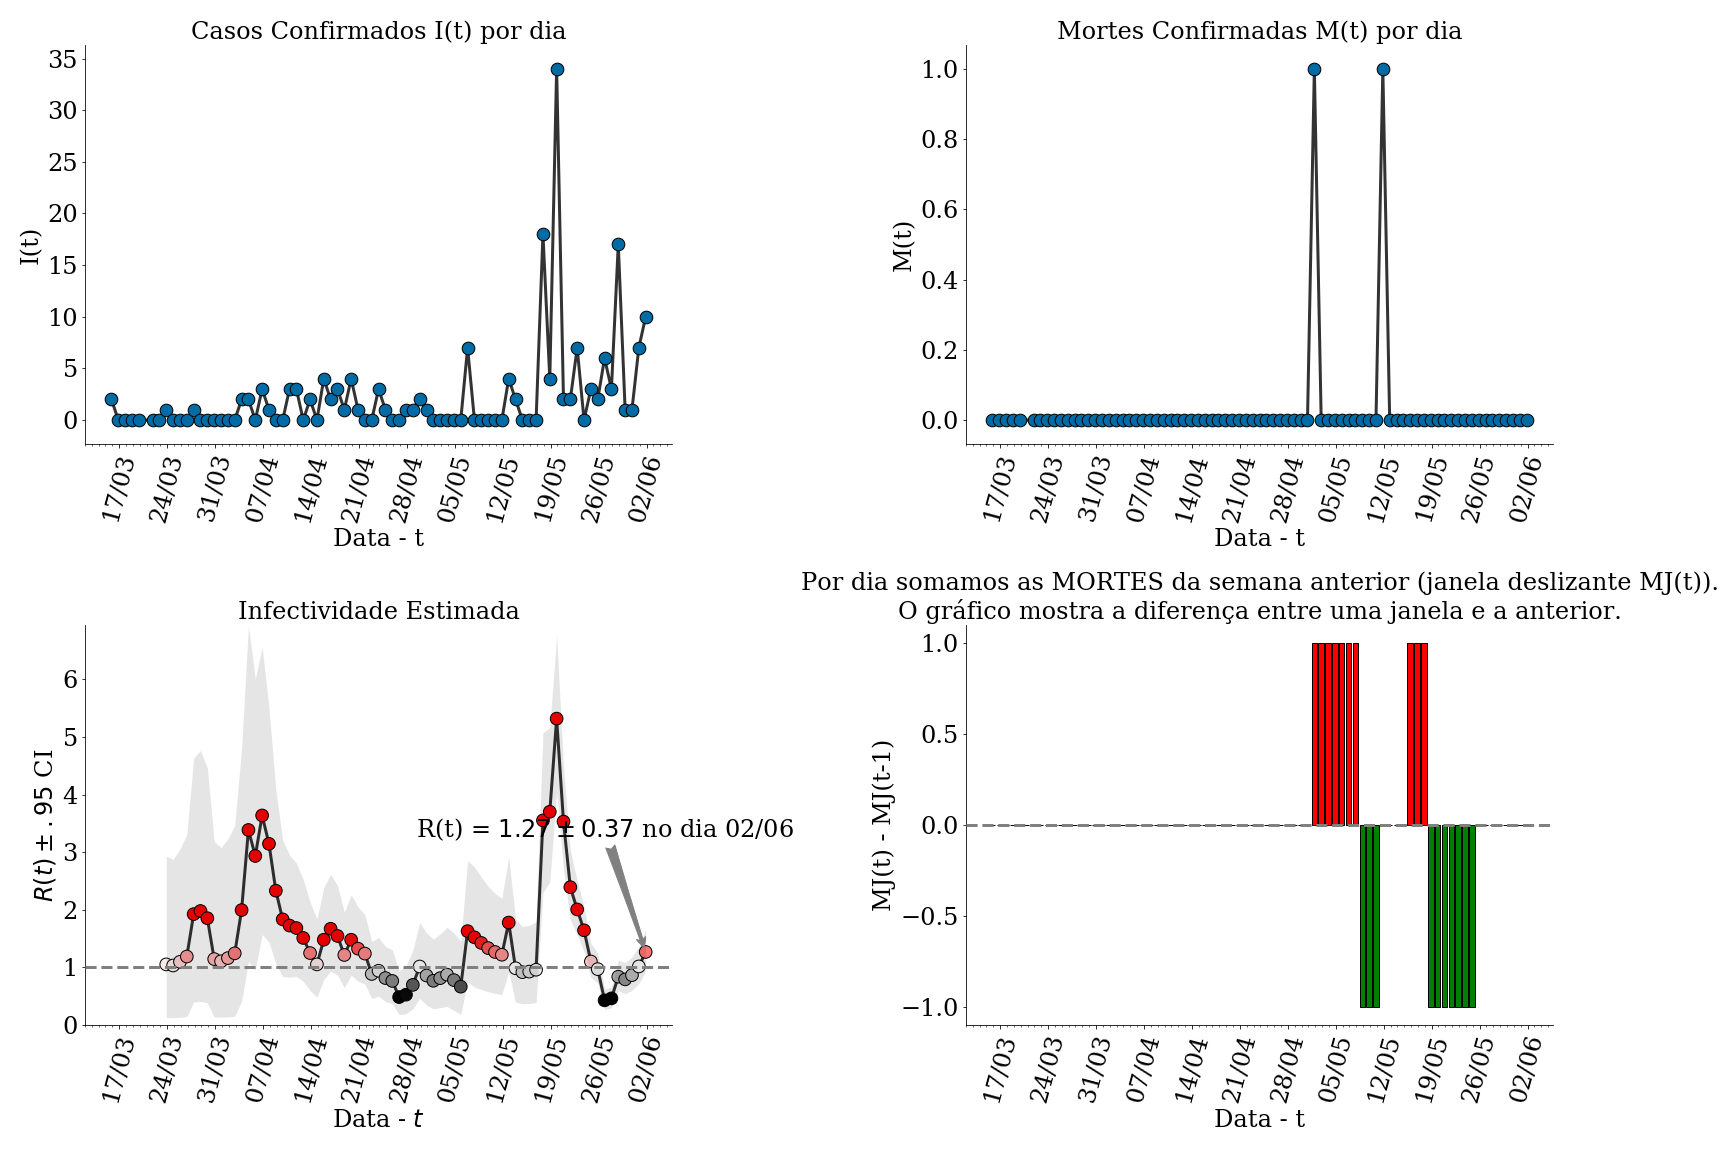 Casos Confirmados I(t) por dia
I(t)
35
30
25
20
15
10
5
0
17/03 24/03 31/03 07/04 14/04 21/04 28/04 05/05 12/05 19/05 26/05 02/06
Data - t
Mortes Confirmadas M(t) por dia
M(t)
1.0
0.8
0.6
0.4
0.2
0.0
17/03 24/03 31/03 07/04 14/04 21/04 28/04 05/05 12/05 19/05 26/05 02/06
Data - t
Infectividade Estimada
R(t) ± .95 CI
6
5
4
3
2
1
0
R(t) = 1.27 ± 0.37 no dia 02/06
17/03 24/03 31/03 07/04 14/04 21/04 28/04 05/05 12/05 19/05 26/05 02/06
Data - t
Por dia somamos as MORTES da semana anterior (janela deslizante MJ(t)).
O gráfico mostra a diferença entre uma janela e a anterior.
MJ(t) - MJ(t-1)
1.0
0.5
0.0
−0.5
−1.0
17/03 24/03 31/03 07/04 14/04 21/04 28/04 05/05 12/05 19/05 26/05 02/06
Data - t